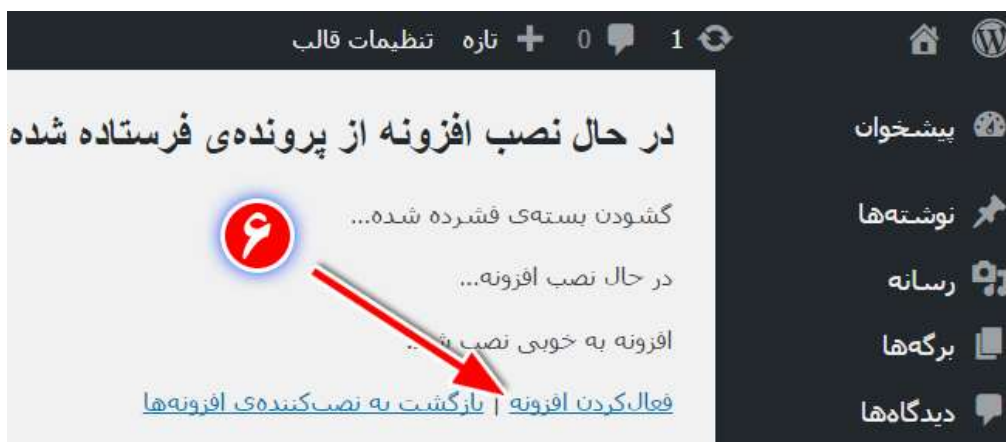 1 0 تازه تنظیمات قالب
پیشخوان
نوشته‌ها
رسانه
برگه‌ها
دیدگاه‌ها
در حال نصب افزونه از پرونده‌ی فرستاده شده
گشودن بسته‌ی فشرده شده...
در حال نصب افزونه...
افزونه به خوبی نصب
فعال‌کردن افزونه | بازگشت به نصب‌کننده‌ی افزونه‌ها
۶